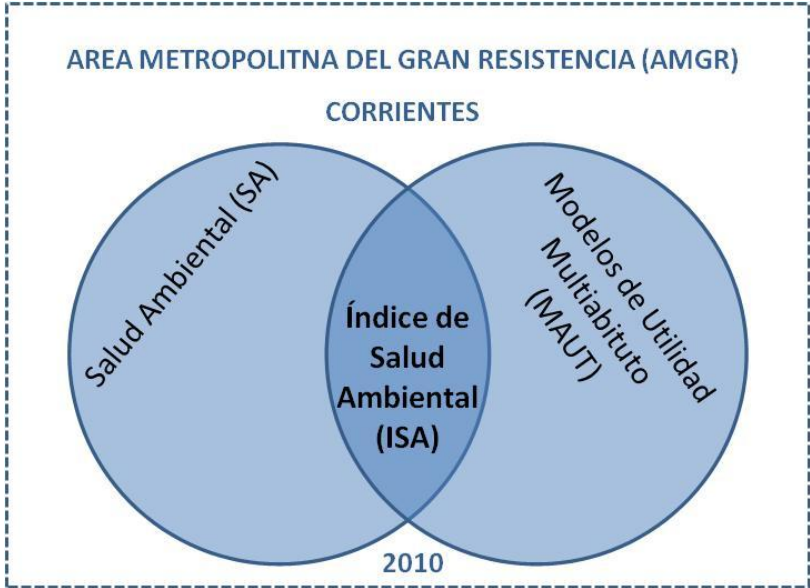 AREA METROPOLITNA DEL GRAN RESISTENCIA (AMGR)
CORRIENTES
Salud Ambiental (SA)
Índice de
Salud
Ambiental
(ISA)
Modelos de Utilidad
Multiabituto
(MAUT)
2010